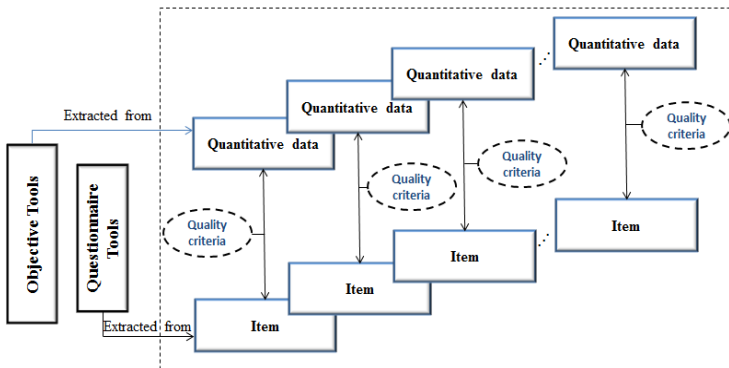 Quantitative data
Quantitative data
Quantitative data
Extracted from
Quantitative data
Quality
criteria
Quality
criteria
Quality
criteria
Quality
criteria
Objective Tools
Questionnaire
Tools
Item
Item
Item
Extracted from
Item